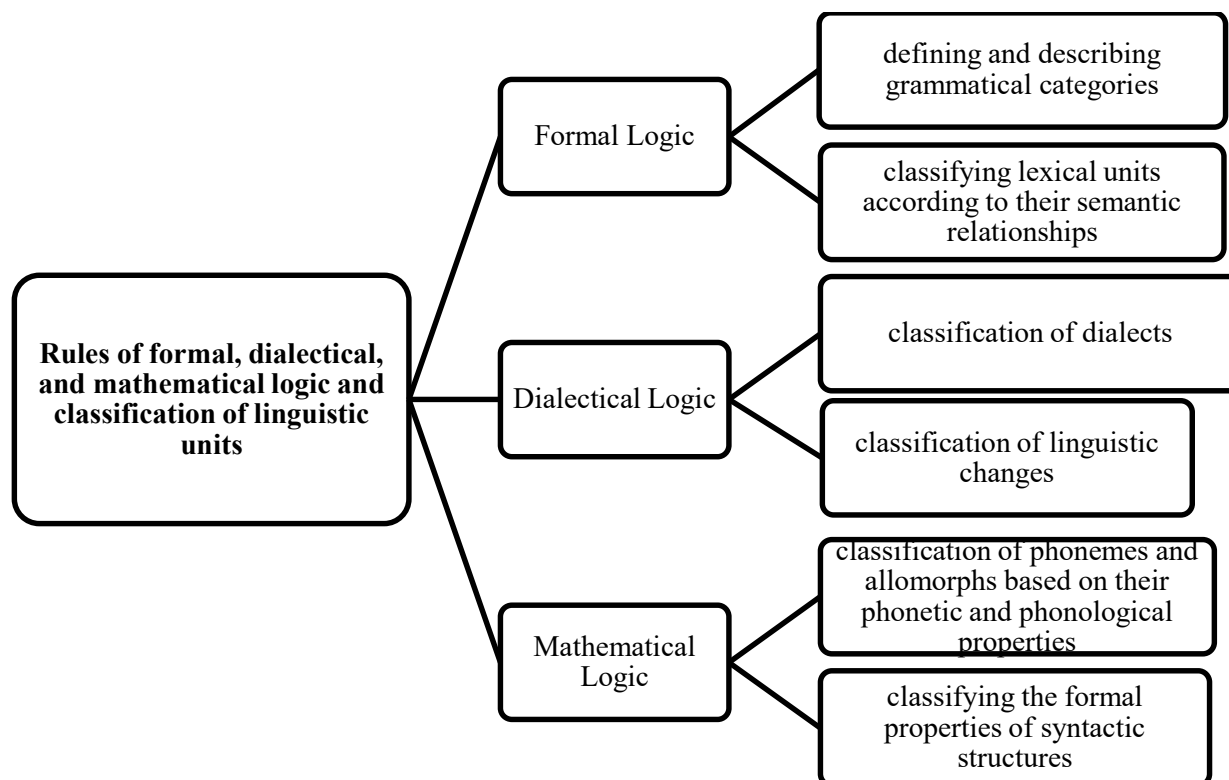 Rules of formal, dialectical,
and mathematical logic and
classification of linguistic
units
Formal Logic
defining and describing
grammatical categories
classifying lexical units
according to their semantic
relationships
Dialectical Logic
classification of dialects
classification of linguistic
changes
Mathematical
Logic
classification of phonemes and
allomorphs based on their
phonetic and phonological
properties
classifying the formal
properties of syntactic
structures